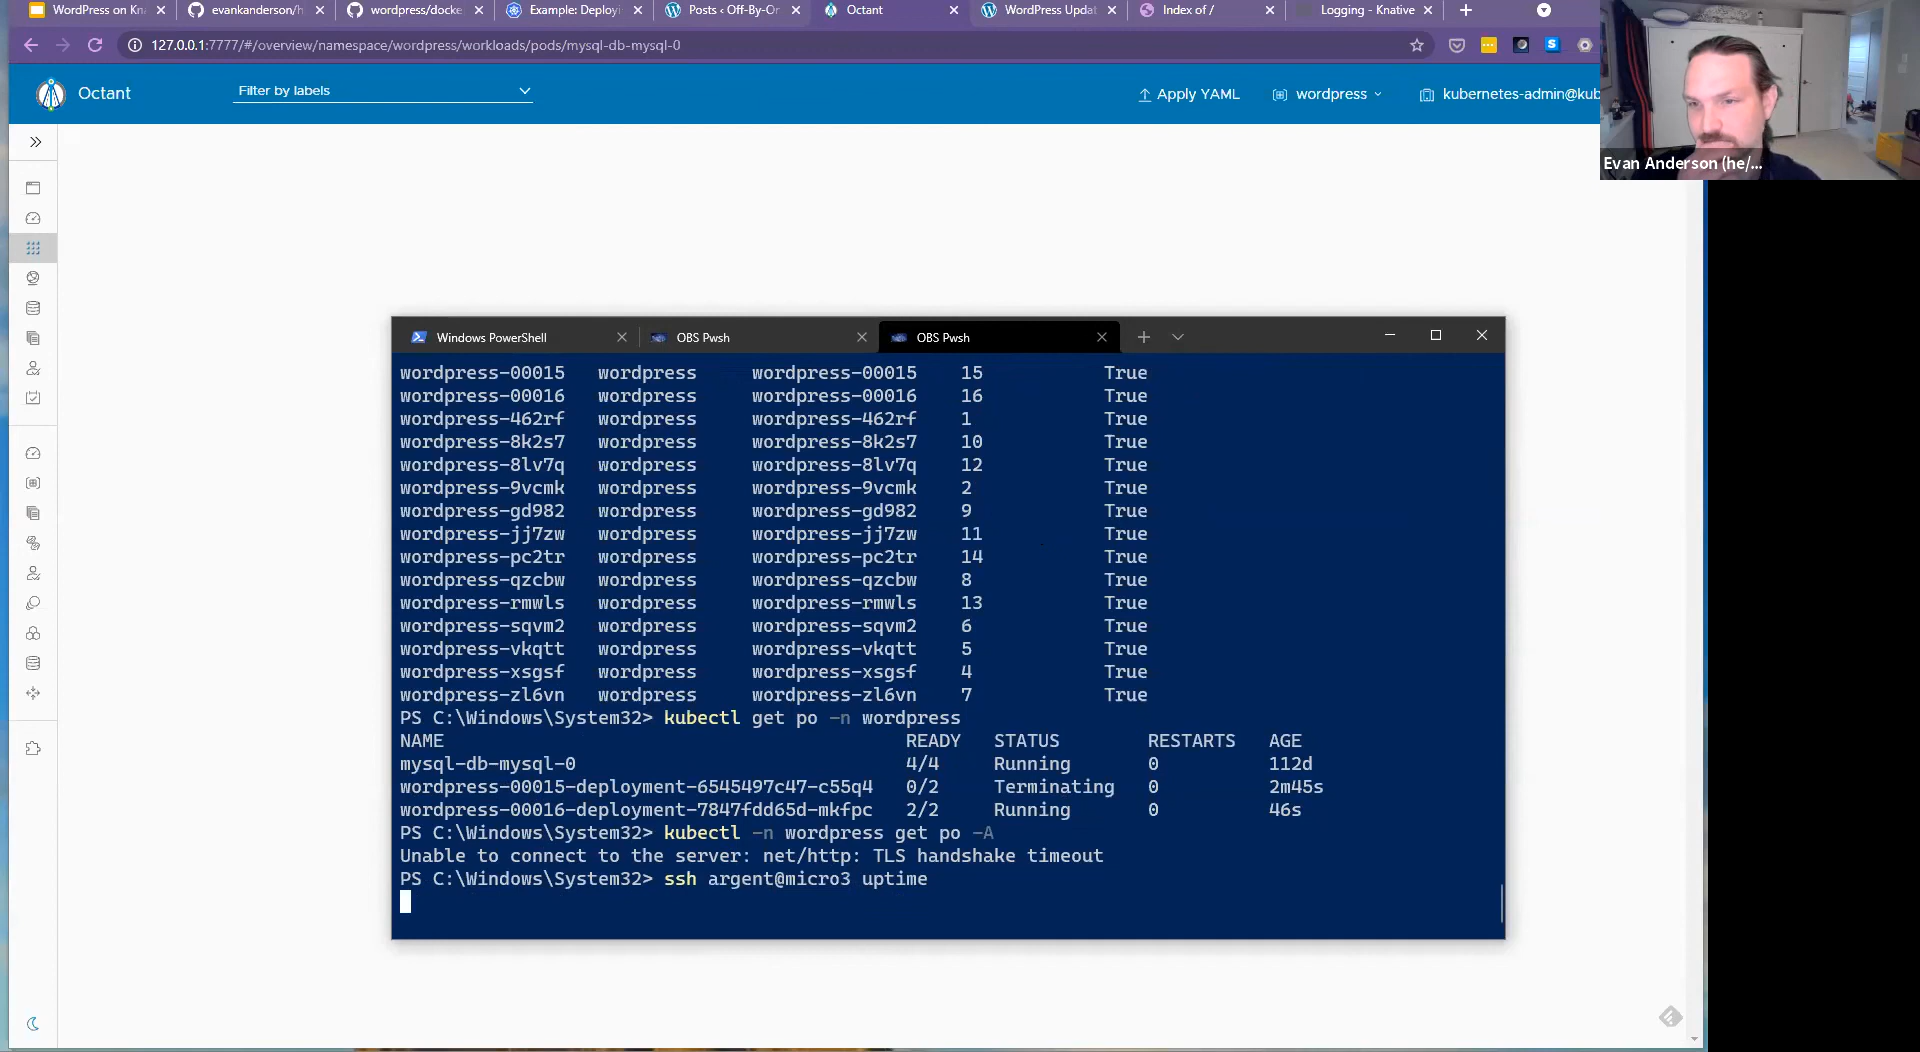 WordPress on Kn
evankanderson/h
wordpress/docke
Example: Deployi
Posts ‹ Off-By-Or
Octant
WordPress Updat
Index of /
Logging - Knative
127.0.0.1:7777/#/overview/namespace/wordpress/workloads/pods/mysql-db-mysql-0
Octant
Filter by labels
Apply YAML
wordpress
kubernetes-admin@kub
Evan Anderson (he/...
Windows PowerShell
OBS Pwsh
OBS Pwsh
wordpress-00015 wordpress wordpress-00015 15 True
wordpress-00016 wordpress wordpress-00016 16 True
wordpress-462rf wordpress wordpress-462rf 1 True
wordpress-8k2s7 wordpress wordpress-8k2s7 10 True
wordpress-8lv7q wordpress wordpress-8lv7q 12 True
wordpress-9vcmk wordpress wordpress-9vcmk 2 True
wordpress-gd982 wordpress wordpress-gd982 9 True
wordpress-jj7zw wordpress wordpress-jj7zw 11 True
wordpress-pc2tr wordpress wordpress-pc2tr 14 True
wordpress-qzcbw wordpress wordpress-qzcbw 8 True
wordpress-rmwls wordpress wordpress-rmwls 13 True
wordpress-sqvm2 wordpress wordpress-sqvm2 6 True
wordpress-vkqtt wordpress wordpress-vkqtt 5 True
wordpress-xsgsf wordpress wordpress-xsgsf 4 True
wordpress-zl6vn wordpress wordpress-zl6vn 7 True
PS C:\Windows\System32> kubectl get po -n wordpress
NAME READY STATUS RESTARTS AGE
mysql-db-mysql-0 4/4 Running 0 112d
wordpress-00015-deployment-6545497c47-c55q4 0/2 Terminating 0 2m45s
wordpress-00016-deployment-7847fdd65d-mkfpc 2/2 Running 0 46s
PS C:\Windows\System32> kubectl -n wordpress get po -A
Unable to connect to the server: net/http: TLS handshake timeout
PS C:\Windows\System32> ssh argent@micro3 uptime